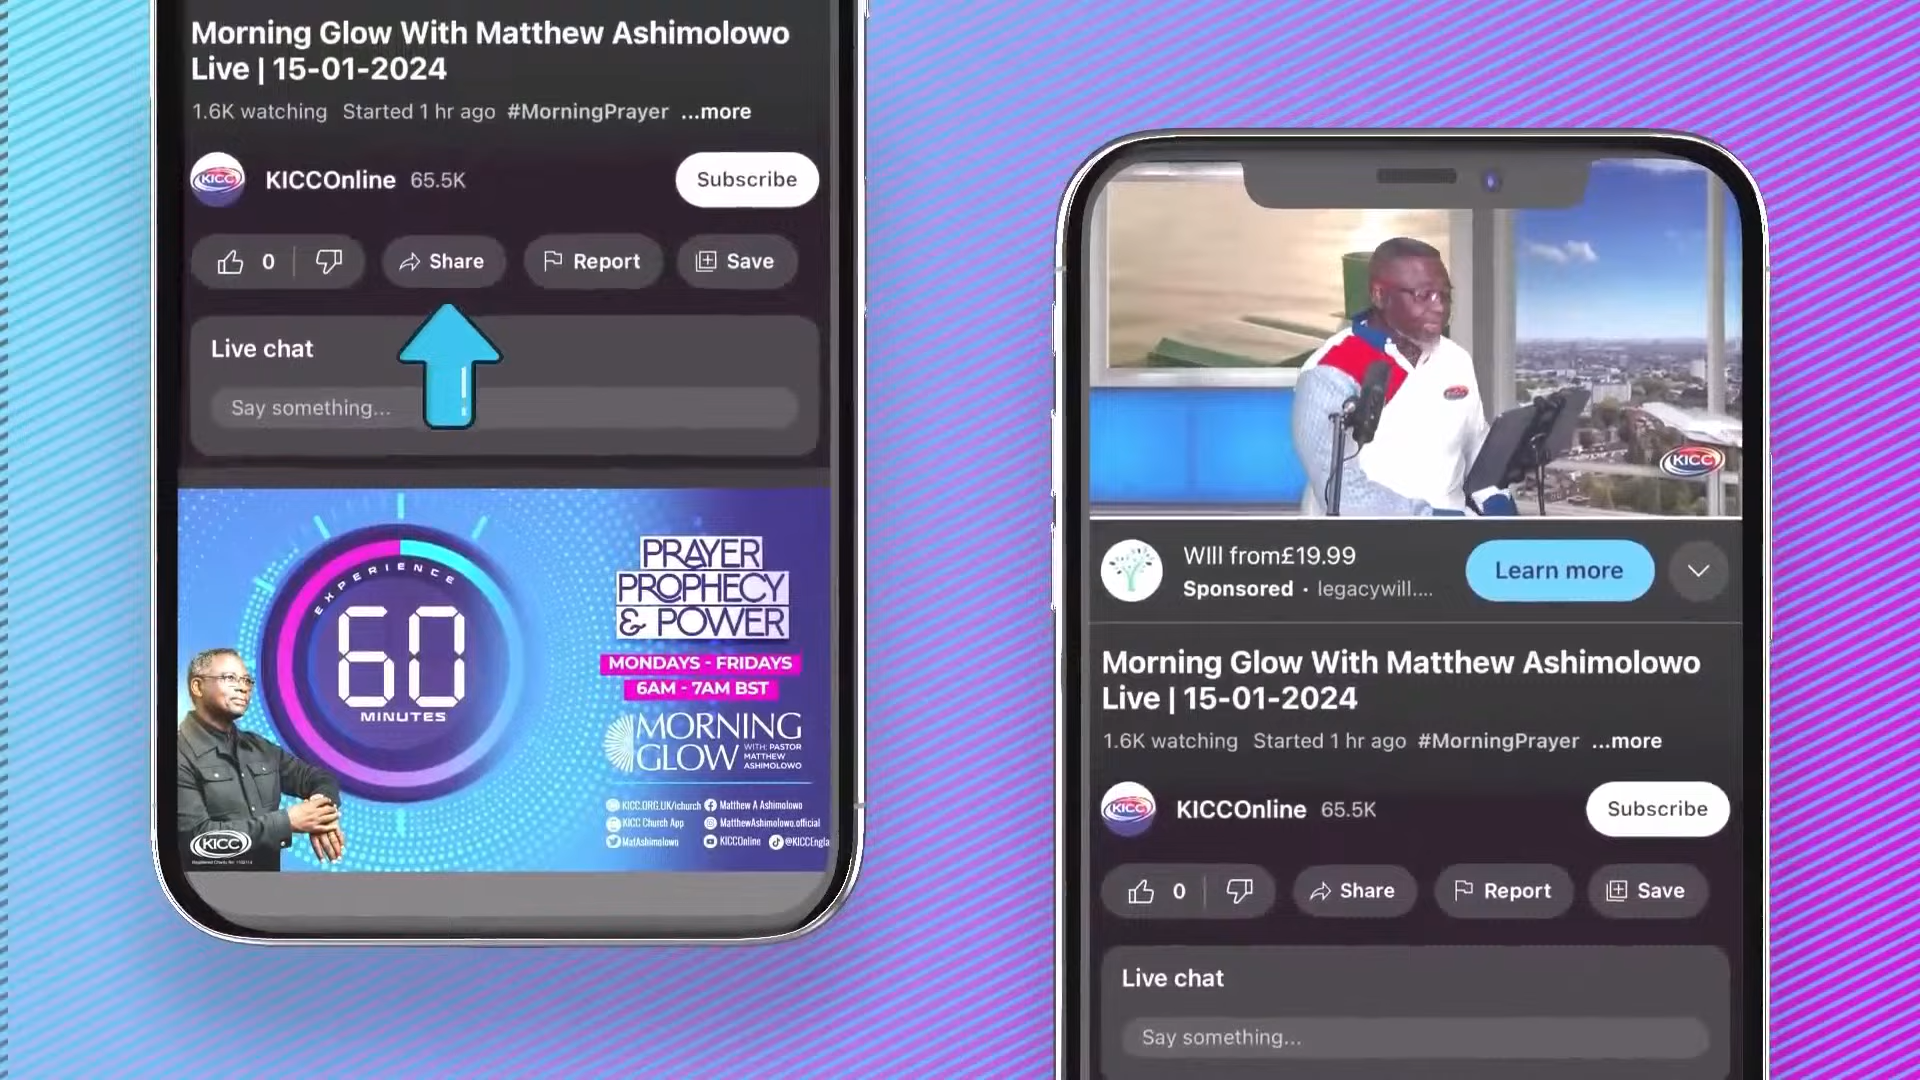 Morning Glow With Matthew Ashimolowo
Live | 15-01-2024
1.6K watching Started 1 hr ago #MorningPrayer ...more
KICC
KICCOnline 65.5K
Subscribe
0
Share
Report
Save
Live chat
Say something...
EXPERIENCE
60
MINUTES
PRAYER
PROPHECY
& POWER
MONDAYS - FRIDAYS
6AM - 7AM BST
MORNING
GLOW
WITH: PASTOR
MATTHEW
ASHIMOLOWO
KICC.ORG.UK/ichurch
Matthew A Ashimolowo
KICC Church App
MatthewAshimolowo.official
MatAshimolowo
KICCOnline
@KICCEngla
KICC
KICC
WIll from£19.99
Sponsored · legacywill....
Learn more
Morning Glow With Matthew Ashimolowo
Live | 15-01-2024
1.6K watching Started 1 hr ago #MorningPrayer ...more
KICC
KICCOnline 65.5K
Subscribe
0
Share
Report
Save
Live chat
Say something...